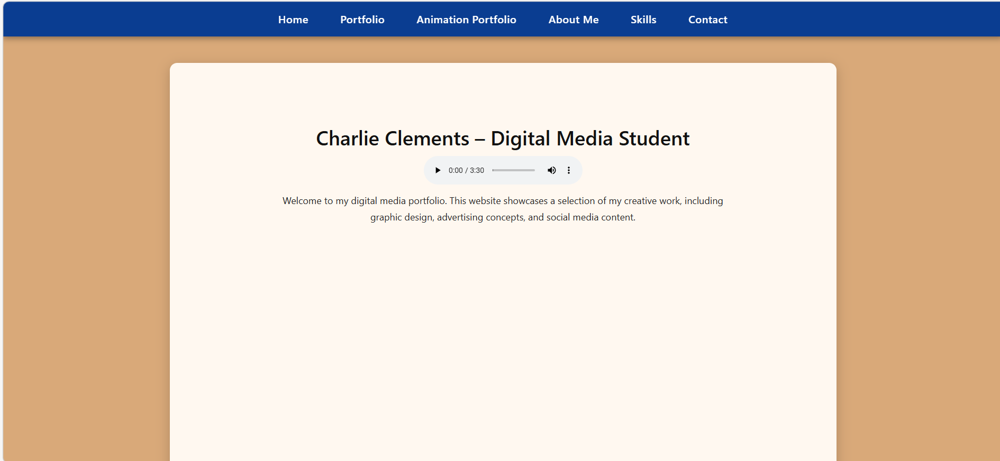 Home Portfolio Animation Portfolio About Me Skills Contact
Charlie Clements – Digital Media Student
0:00 / 3:30
Welcome to my digital media portfolio. This website showcases a selection of my creative work, including
graphic design, advertising concepts, and social media content.